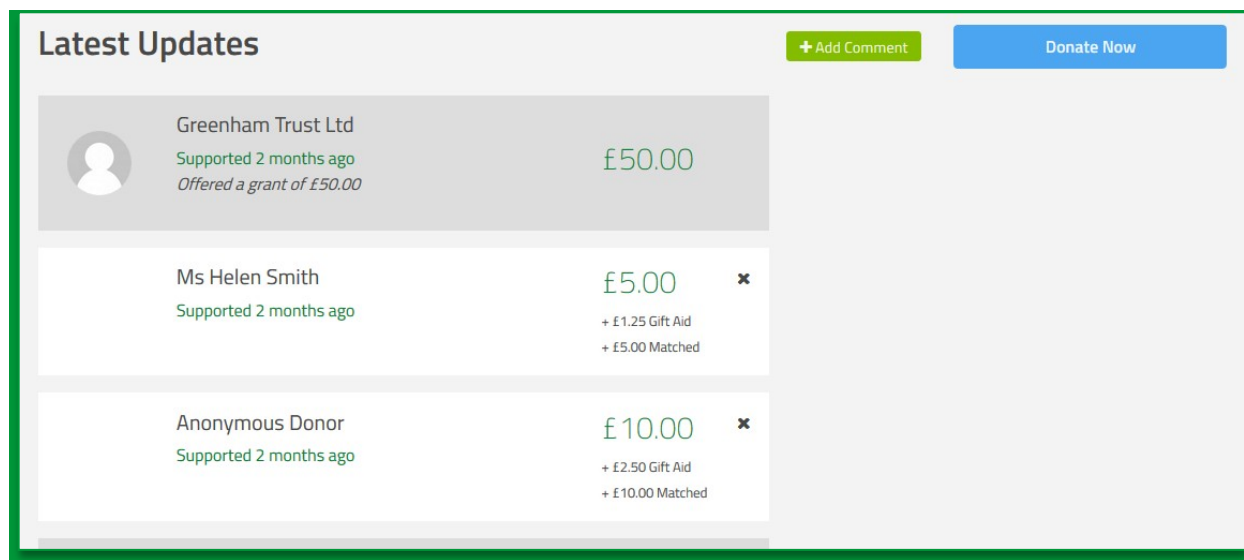 Latest Updates
+ Add Comment
Donate Now
Greenham Trust Ltd
Supported 2 months ago
Offered a grant of £50.00
£50.00
Ms Helen Smith
Supported 2 months ago
£5.00
+ £1.25 Gift Aid
+ £5.00 Matched
Anonymous Donor
Supported 2 months ago
£10.00
+ £2.50 Gift Aid
+ £10.00 Matched